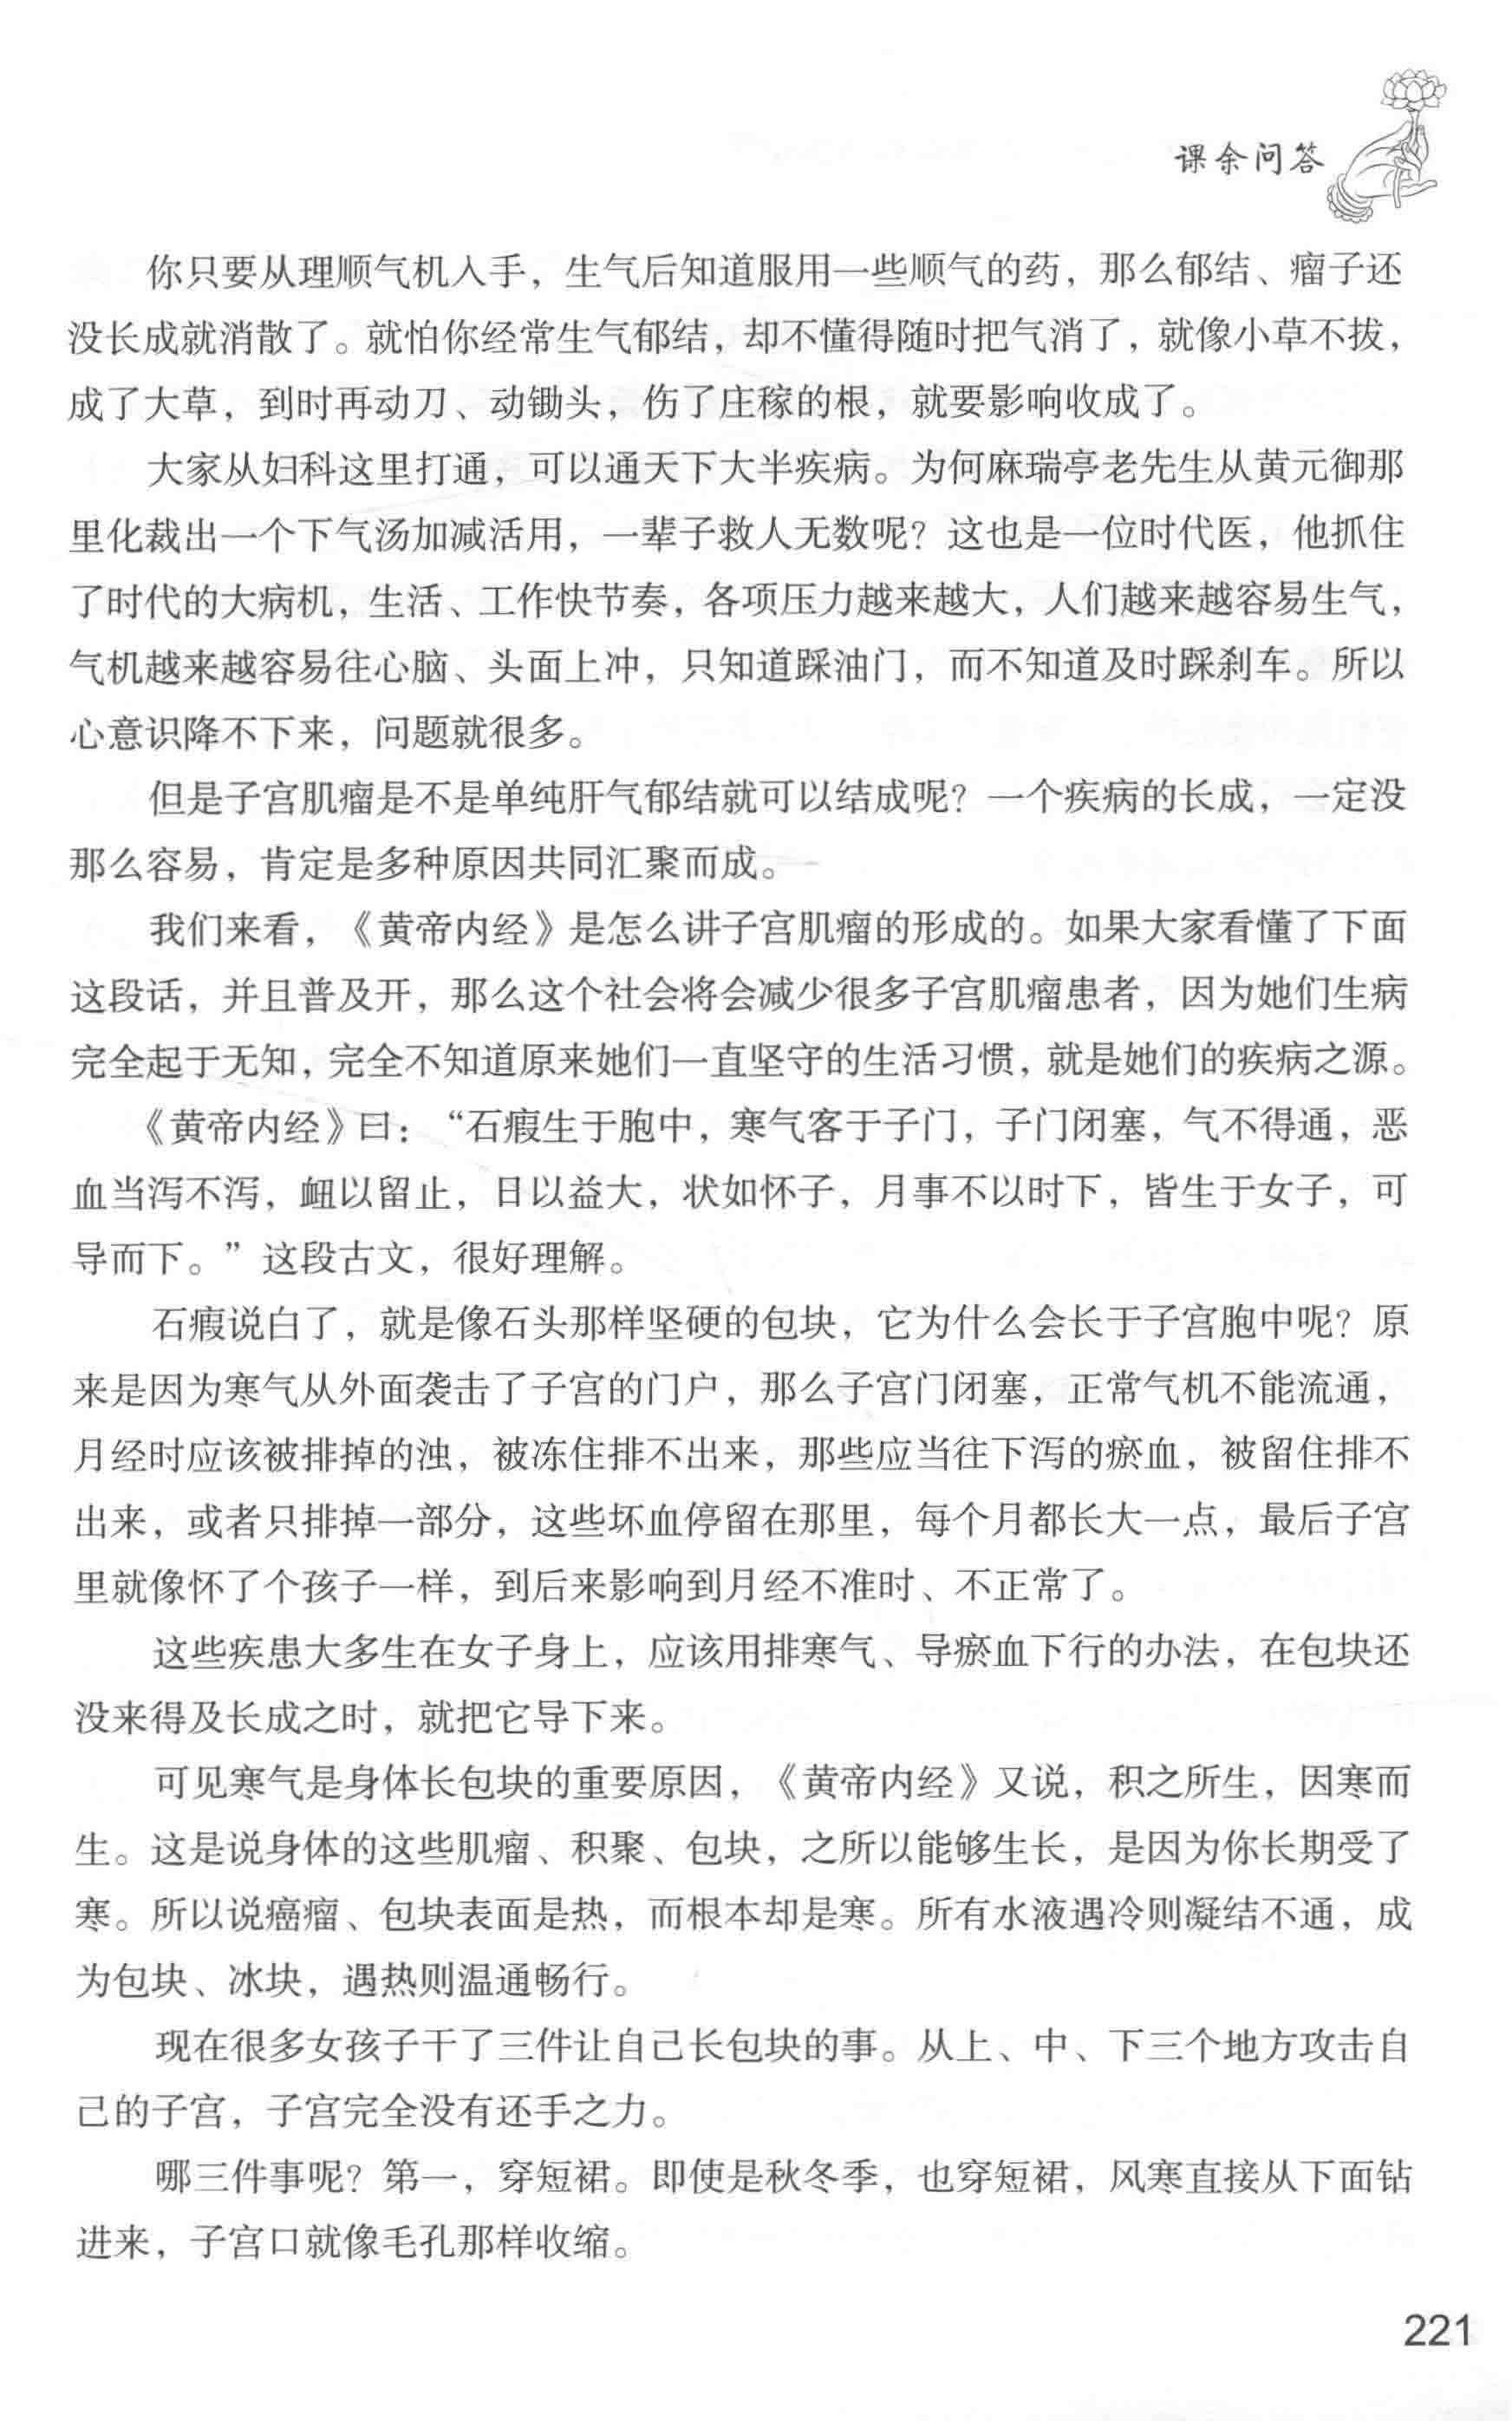 课余问答
你只要从理顺气机入手，生气后知道服用一些顺气的药，那么郁结、瘤子还
没长成就消散了。就怕你经常生气郁结，却不懂得随时把气消了，就像小草不拔，
成了大草，到时再动刀、动锄头，伤了庄稼的根，就要影响收成了。
大家从妇科这里打通，可以通天下大半疾病。为何麻瑞亭老先生从黄元御那
里化裁出一个下气汤加减活用，一辈子救人无数呢？这也是一位时代医，他抓住
了时代的大病机，生活、工作快节奏，各项压力越来越大，人们越来越容易生气，
气机越来越容易往心脑、头面上冲，只知道踩油门，而不知道及时踩刹车。所以
心意识降不下来，问题就很多。
但是子宫肌瘤是不是单纯肝气郁结就可以结成呢？一个疾病的长成，一定没
那么容易，肯定是多种原因共同汇聚而成。
我们来看，《黄帝内经》是怎么讲子宫肌瘤的形成的。如果大家看懂了下面
这段话，并且普及开，那么这个社会将会减少很多子宫肌瘤患者，因为她们生病
完全起于无知，完全不知道原来她们一直坚守的生活习惯，就是她们的疾病之源。
《黄帝内经》曰：“石瘕生于胞中，寒气客于子门，子门闭塞，气不得通，恶
血当泻不泻，衃以留止，日以益大，状如怀子，月事不以时下，皆生于女子，可
导而下。”这段古文，很好理解。
石瘕说白了，就是像石头那样坚硬的包块，它为什么会长于子宫胞中呢？原
来是因为寒气从外面袭击了子宫的门户，那么子宫门闭塞，正常气机不能流通，
月经时应该被排掉的浊，被冻住排不出来，那些应当往下泻的瘀血，被留住排不
出来，或者只排掉一部分，这些坏血停留在那里，每个月都长大一点，最后子宫
里就像怀了个孩子一样，到后来影响到月经不准时、不正常了。
这些疾患大多生在女子身上，应该用排寒气、导瘀血下行的办法，在包块还
没来得及长成之时，就把它导下来。
可见寒气是身体长包块的重要原因，《黄帝内经》又说，积之所生，因寒而
生。这是说身体的这些肌瘤、积聚、包块，之所以能够生长，是因为你长期受了
寒。所以说癌瘤、包块表面是热，而根本却是寒。所有水液遇冷则凝结不通，成
为包块、冰块，遇热则温通畅行。
现在很多女孩子干了三件让自己长包块的事。从上、中、下三个地方攻击自
己的子宫，子宫完全没有还手之力。
哪三件事呢？第一，穿短裙。即使是秋冬季，也穿短裙，风寒直接从下面钻
进来，子宫口就像毛孔那样收缩。
221